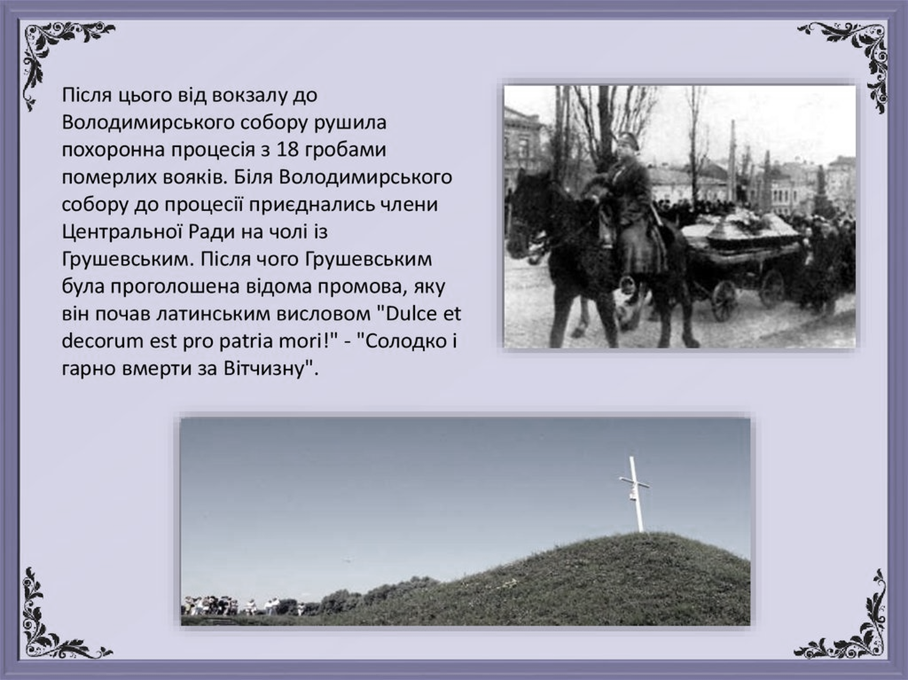 Після цього від вокзалу до
Володимирського собору рушила
похоронна процесія з 18 гробами
померлих вояків. Біля Володимирського
собору до процесії приєднались члени
Центральної Ради на чолі із
Грушевським. Після чого Грушевським
була проголошена відома промова, яку
він почав латинським висловом "Dulce et
decorum est pro patria mori!" - "Солодко і
гарно вмерти за Вітчизну".